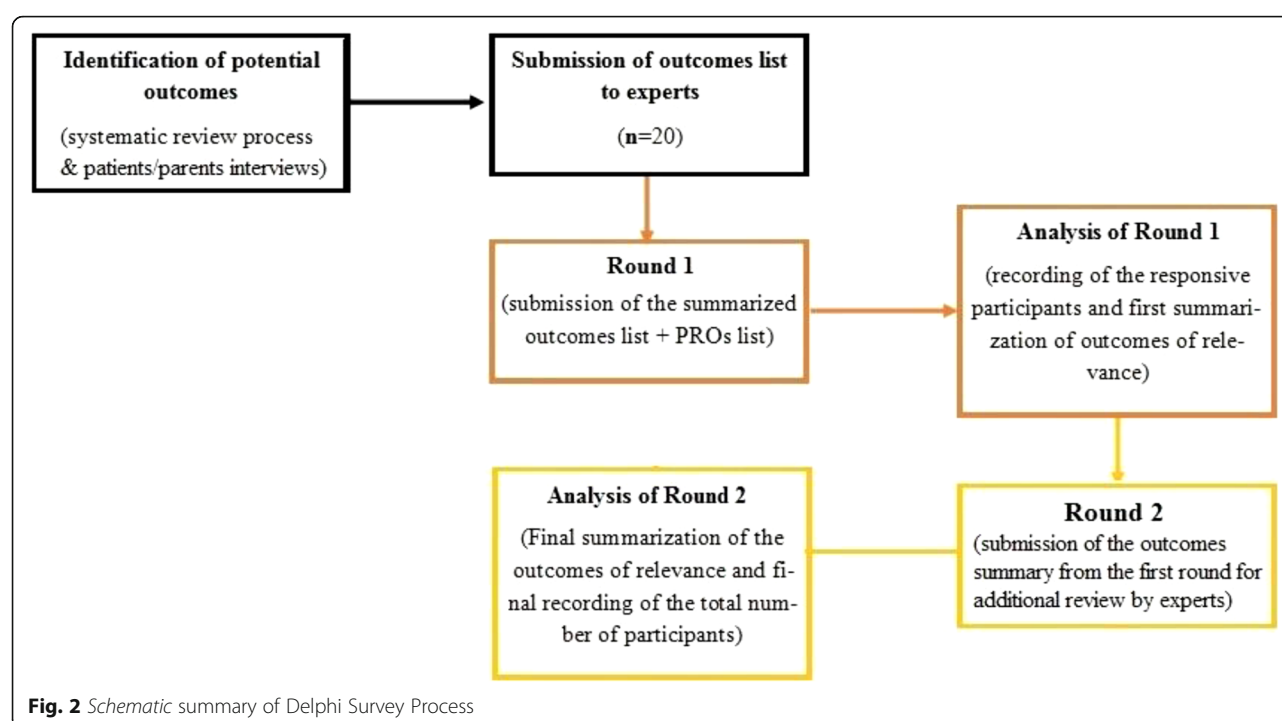 Identification of potential
outcomes
(systematic review process
& patients/parents interviews)
Submission of outcomes list
to experts
(n=20)
Round 1
(submission of the summarized
outcomes list + PROs list)
Analysis of Round 1
(recording of the responsive
participants and first summari-
zation of outcomes of rele-
vance)
Round 2
(submission of the outcomes
summary from the first round for
additional review by experts)
Analysis of Round 2
(Final summarization of the
outcomes of relevance and fi-
nal recording of the total num-
ber of participants)
Fig. 2 Schematic summary of Delphi Survey Process